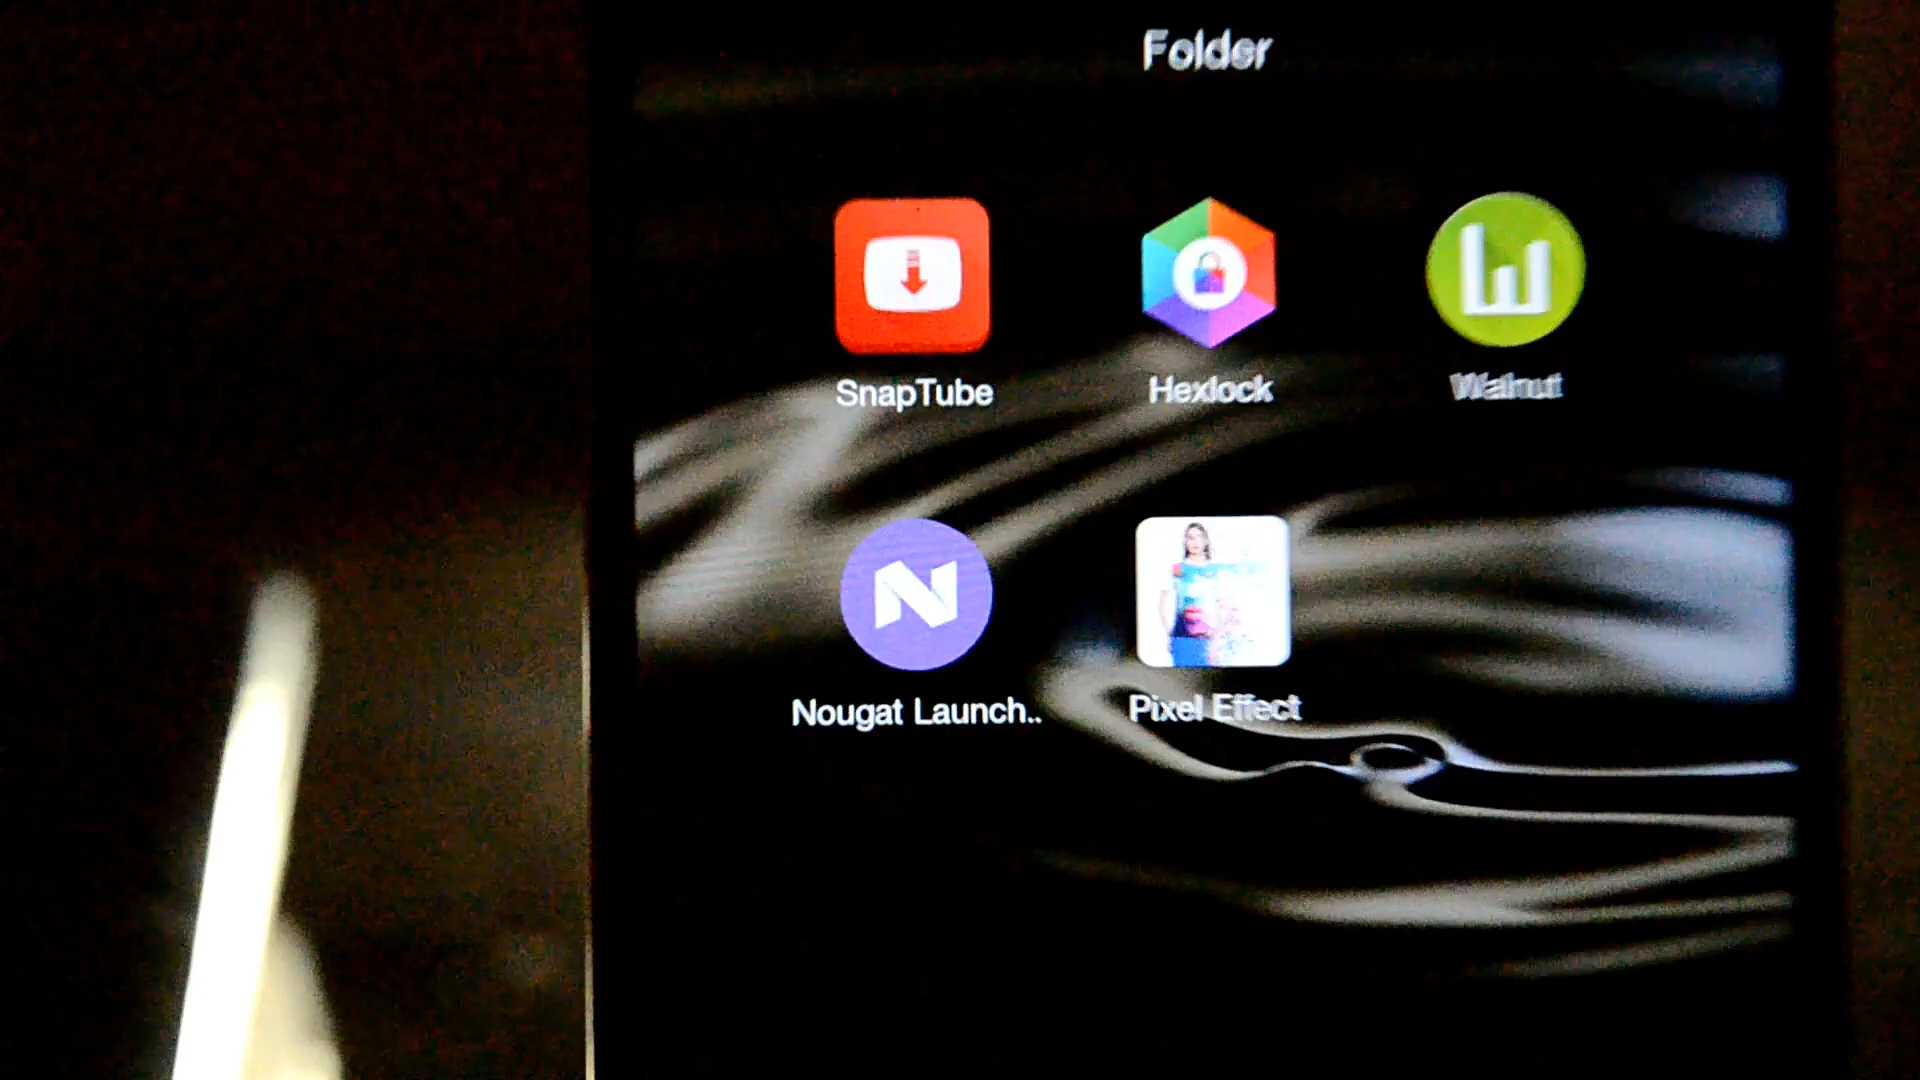 Folder
SnapTube
Hexlock
Walnut
Nougat Launch..
Pixel Effect